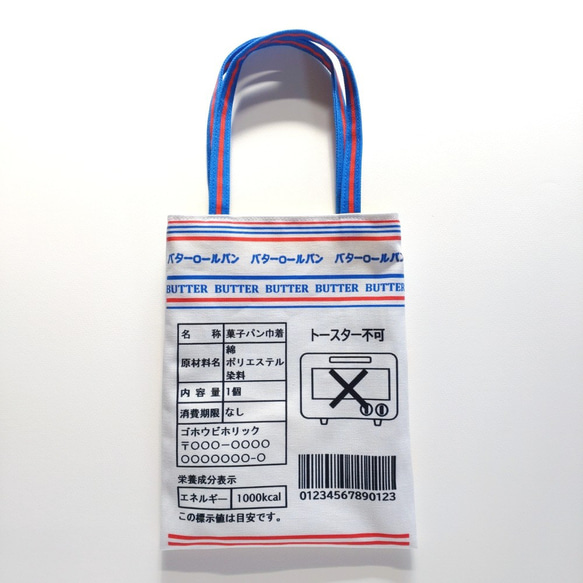 バターロールパン バターロールパン バターロールパン
BUTTER BUTTER BUTTER BUTTER BUTTER
名称 菓子パン巾着
原材料名 綿
ポリエステル
染料
内容量 1個
消費期限 なし
ゴホウビホリック
〒○○○−○○○○
○○○○○○○-○
栄養成分表示
エネルギー 1000kcal
この標示値は目安です。
トースター不可
01234567890123